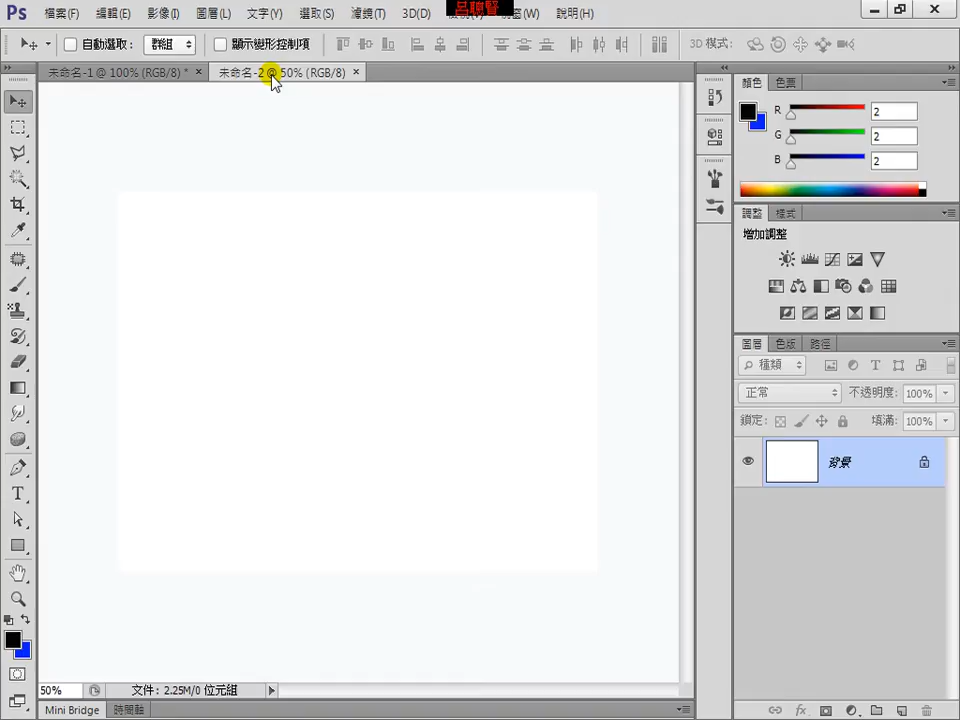 Ps 檔案(F) 編輯(E) 影像(I) 圖層(L) 文字(Y) 選取(S) 濾鏡(T) 3D(D) 呂聰賢 視窗(W) 說明(H)
自動選取： 群組 顯示變形控制項 3D 模式：
未命名-1 @ 100% (RGB/8) * × 未命名-2 @ 50% (RGB/8) ×
顏色 色票
R 2
G 2
B 2
調整 樣式
增加調整
圖層 色版 路徑
種類
正常 不透明度： 100%
鎖定： 填滿： 100%
背景
50% 文件：2.25M/0 位元組
Mini Bridge 時間軸